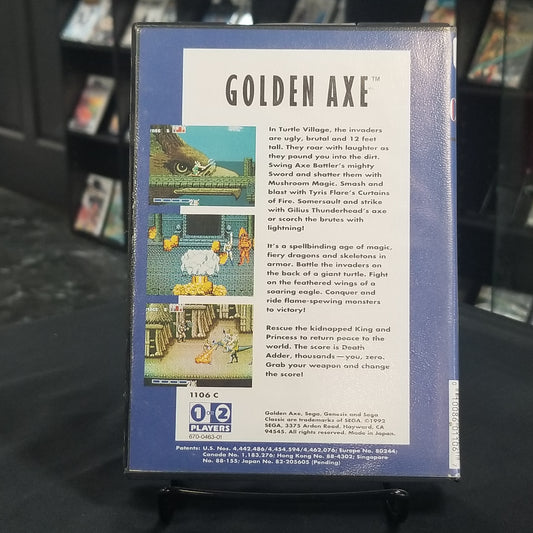 GOLDEN AXE™
In Turtle Village, the invaders
are ugly, brutal and 12 feet
tall. They roar with laughter as
they pound you into the dirt.
Swing Axe Battler's mighty
Sword and shatter them with
Mushroom Magic. Smash and
blast with Tyris Flare's Curtains
of Fire. Somersault and strike
with Gilius Thunderhead's axe
or scorch the brutes with
lightning!
It's a spellbinding age of magic,
fiery dragons and skeletons in
armor. Battle the invaders on
the back of a giant turtle. Fight
on the feathered wings of a
soaring eagle. Conquer and
ride flame-spewing monsters
to victory!
Rescue the kidnapped King and
Princess to return peace to the
world. The score is Death
Adder, thousands—you, zero.
Grab your weapon and change
the score!
1106 C
1 or 2
PLAYERS
670-0463-01
Golden Axe, Sega, Genesis and Sega
Classic are trademarks of SEGA. ©1992
SEGA, 3375 Arden Road, Hayward, CA
94545. All rights reserved. Made in Japan.
Patents: U.S. Nos. 4,442,486/4,454,594/4,462,076; Europe No. 80244;
Canada No. 1,183,276; Hong Kong No. 88-4302; Singapore
No. 88-155; Japan No. 82-205605 (Pending)